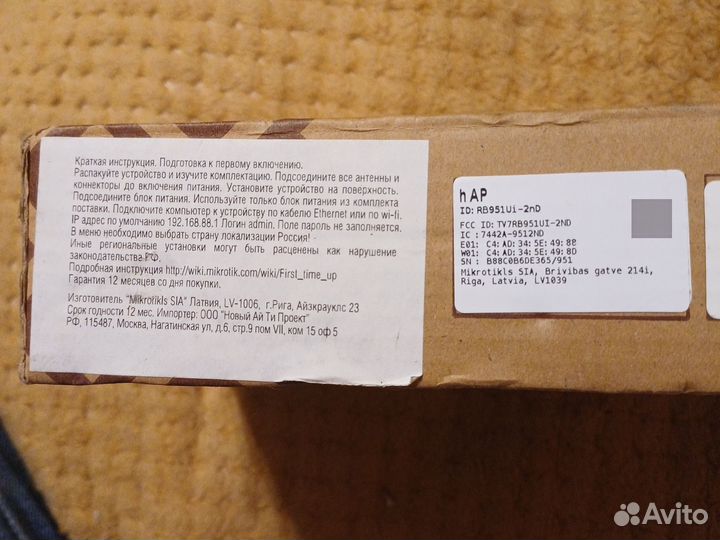 Краткая инструкция. Подготовка к первому включению.
Распакуйте устройство и изучите комплектацию. Подсоедините все антенны и
коннекторы до включения питания. Установите устройство на поверхность.
Подсоедините блок питания. Используйте только блок питания из комплекта
поставки. Подключите компьютер к устройству по кабелю Ethernet или по wi-fi.
IP адрес по умолчанию 192.168.88.1 Логин admin. Поле пароль не заполняется.
В меню необходимо выбрать страну локализации Россия!
Иные региональные установки могут быть расценены как нарушение
законодательства РФ.
Подробная инструкция http://wiki.mikrotik.com/wiki/First_time_up
Гарантия 12 месяцев со дня покупки.
Изготовитель "Mikrotikls SIA" Латвия, LV-1006, г.Рига, Айзкрауклес 23
Срок годности 12 мес. Импортер: ООО "Новый Ай Ти Проект"
РФ, 115487, Москва, Нагатинская ул, д.6, стр.9 пом VII, ком 15 оф 5
hAP
ID: RB951Ui-2nD
FCC ID: TV7RB951UI-2ND
IC : 7442A-9512ND
E01: C4:AD:34:5E:49:88
W01: C4:AD:34:5E:49:8D
SN : B88C0B6DE365/951
Mikrotikls SIA, Brivibas gatve 214i,
Riga, Latvia, LV1039
Avito